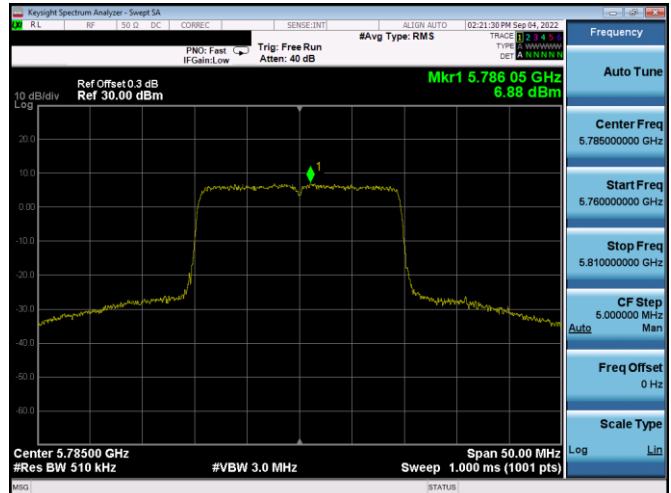 Keysight Spectrum Analyzer - Swept SA
RL RF 50 Ω DC CORREC SENSE:INT ALIGN AUTO 02:21:30 PM Sep 04, 2022
#Avg Type: RMS TRACE 1 2 3 4 5 6
PNO: Fast Trig: Free Run TYPE A WWWWW
IFGain:Low Atten: 40 dB DET A N N N N N
Mkr1 5.786 05 GHz
Ref Offset 0.3 dB
10 dB/div Ref 30.00 dBm 6.88 dBm
Log
20.0
1
10.0
0.00
-10.0
-20.0
-30.0
-40.0
-50.0
-60.0
Center 5.78500 GHz Span 50.00 MHz
#Res BW 510 kHz #VBW 3.0 MHz Sweep 1.000 ms (1001 pts)
MSG STATUS
Frequency
Auto Tune
Center Freq
5.785000000 GHz
Start Freq
5.760000000 GHz
Stop Freq
5.810000000 GHz
CF Step
5.000000 MHz
Auto Man
Freq Offset
0 Hz
Scale Type
Log Lin